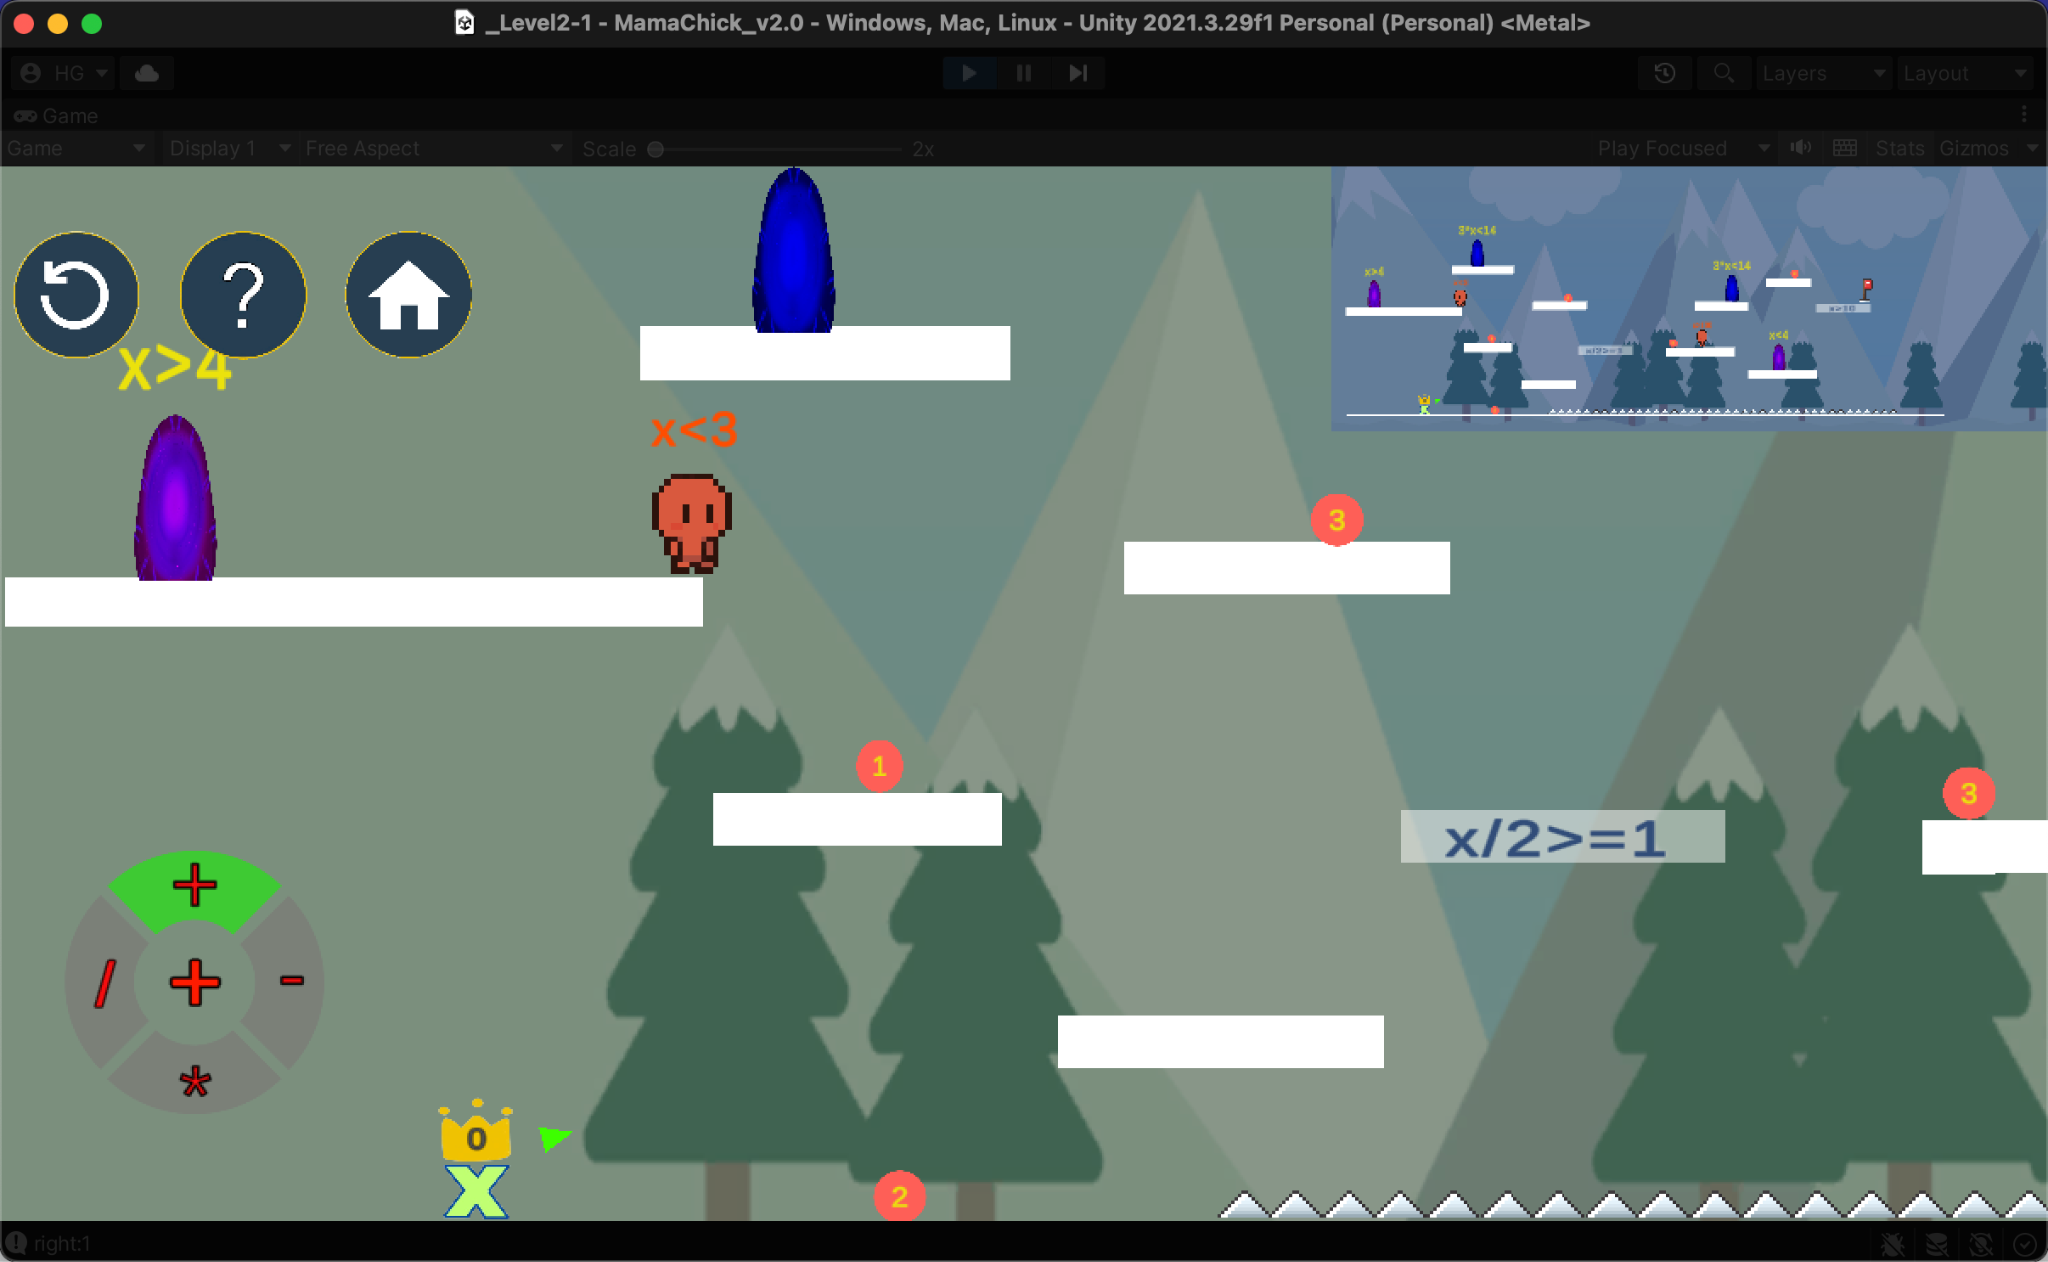 _Level2-1 - MamaChick_v2.0 - Windows, Mac, Linux - Unity 2021.3.29f1 Personal (Personal) <Metal>
HG
Layers
Layout
Game
Game
Display 1
Free Aspect
Scale
2x
Play Focused
Stats
Gizmos
?
x>4
x<3
3*x<14
x>4
3*x<14
x<4
3
1
x/2>=1
3
+
/
+
-
*
0
X
2
right:1